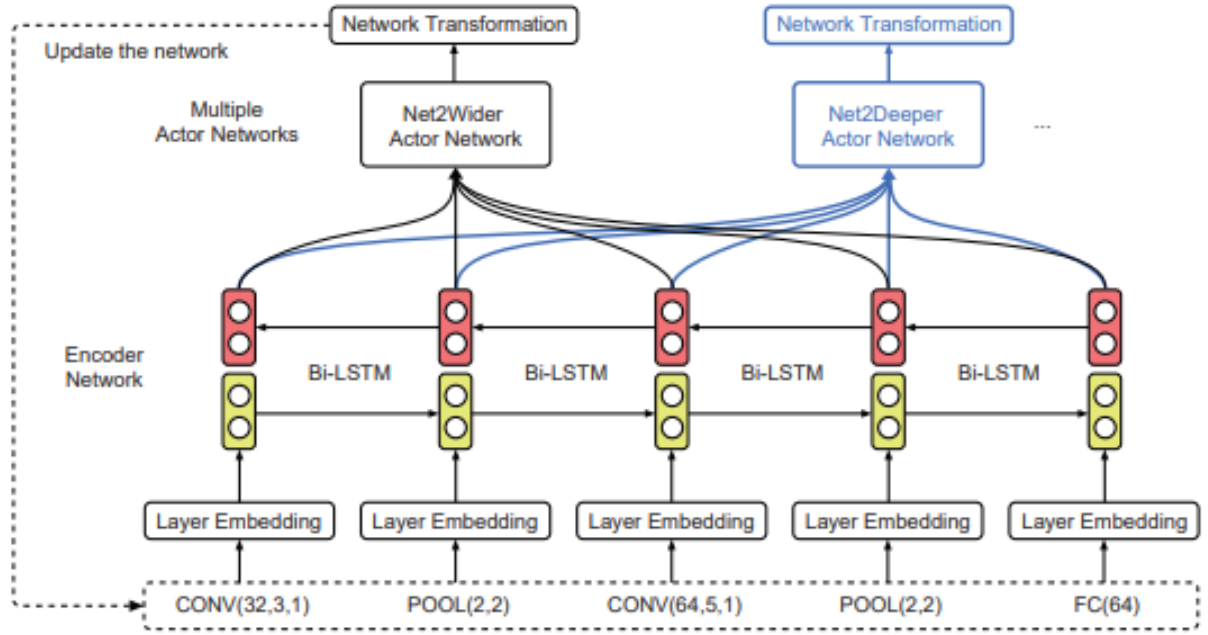 Network Transformation
Network Transformation
Update the network
Multiple
Actor Networks
Net2Wider
Actor Network
Net2Deeper
Actor Network
...
Encoder
Network
Bi-LSTM
Bi-LSTM
Bi-LSTM
Bi-LSTM
Layer Embedding
Layer Embedding
Layer Embedding
Layer Embedding
Layer Embedding
CONV(32,3,1)
POOL(2,2)
CONV(64,5,1)
POOL(2,2)
FC(64)